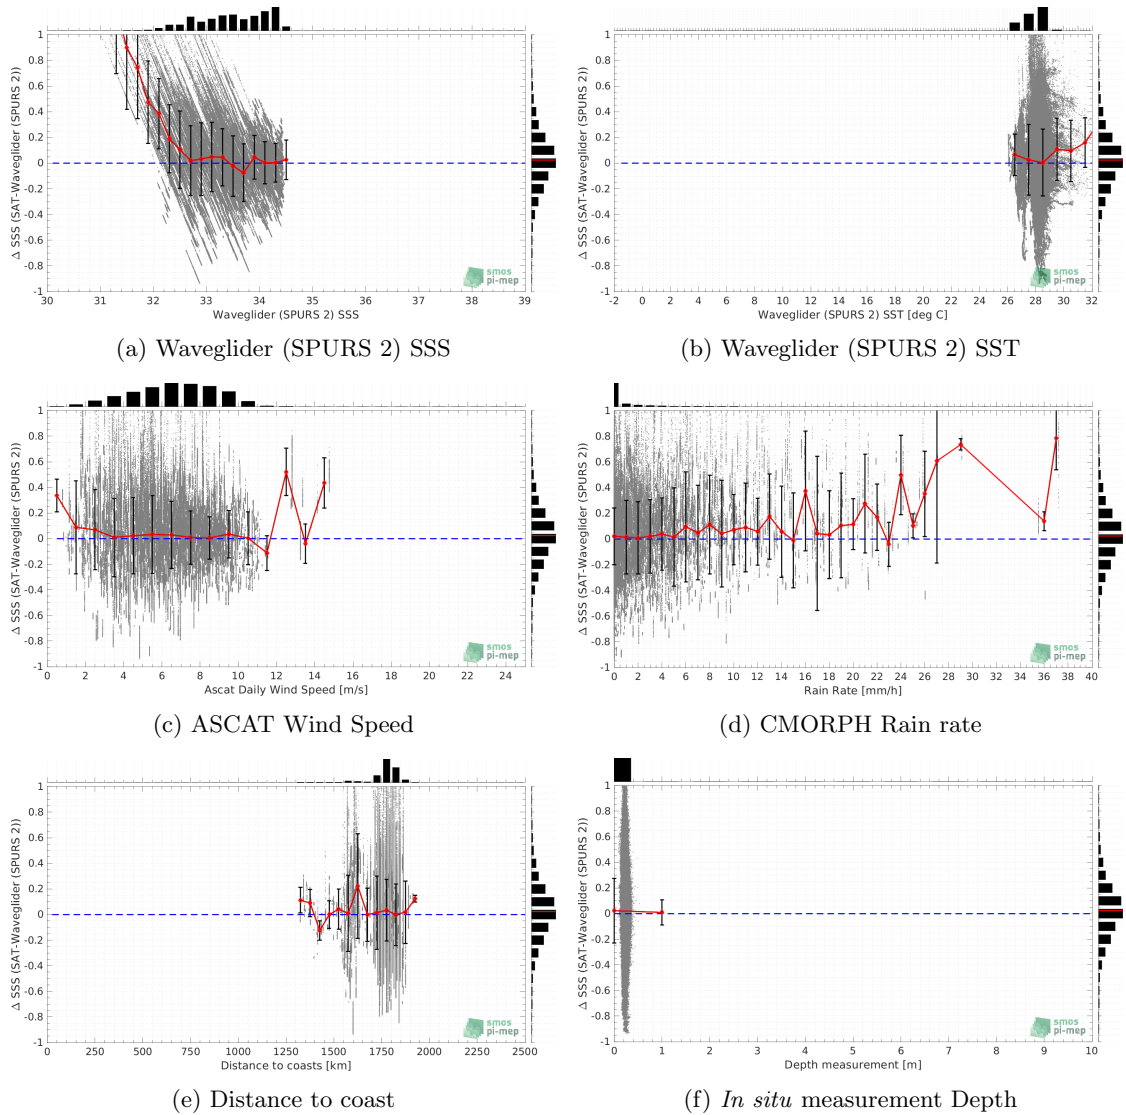 1
0.8
0.6
0.4
0.2
0
-0.2
-0.4
-0.6
-0.8
-1
Δ SSS (SAT-Waveglider (SPURS 2))
30 31 32 33 34 35 36 37 38 39
Waveglider (SPURS 2) SSS
smos
pi-mep
(a) Waveglider (SPURS 2) SSS
1
0.8
0.6
0.4
0.2
0
-0.2
-0.4
-0.6
-0.8
-1
Δ SSS (SAT-Waveglider (SPURS 2))
-2 0 2 4 6 8 10 12 14 16 18 20 22 24 26 28 30 32
Waveglider (SPURS 2) SST [deg C]
smos
pi-mep
(b) Waveglider (SPURS 2) SST
1
0.8
0.6
0.4
0.2
0
-0.2
-0.4
-0.6
-0.8
-1
Δ SSS (SAT-Waveglider (SPURS 2))
0 2 4 6 8 10 12 14 16 18 20 22 24
Ascat Daily Wind Speed [m/s]
smos
pi-mep
(c) ASCAT Wind Speed
1
0.8
0.6
0.4
0.2
0
-0.2
-0.4
-0.6
-0.8
-1
Δ SSS (SAT-Waveglider (SPURS 2))
0 2 4 6 8 10 12 14 16 18 20 22 24 26 28 30 32 34 36 38 40
Rain Rate [mm/h]
smos
pi-mep
(d) CMORPH Rain rate
1
0.8
0.6
0.4
0.2
0
-0.2
-0.4
-0.6
-0.8
-1
Δ SSS (SAT-Waveglider (SPURS 2))
0 250 500 750 1000 1250 1500 1750 2000 2250 2500
Distance to coasts [km]
smos
pi-mep
(e) Distance to coast
1
0.8
0.6
0.4
0.2
0
-0.2
-0.4
-0.6
-0.8
-1
Δ SSS (SAT-Waveglider (SPURS 2))
0 1 2 3 4 5 6 7 8 9 10
Depth measurement [m]
smos
pi-mep
(f) In situ measurement Depth